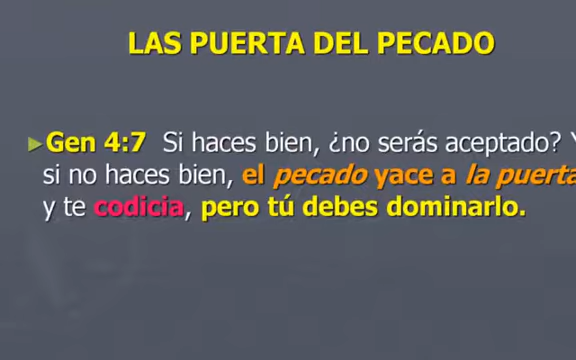 LAS PUERTA DEL PECADO
Gen 4:7 Si haces bien, ¿no serás aceptado? Y
si no haces bien, el pecado yace a la puerta
y te codicia, pero tú debes dominarlo.